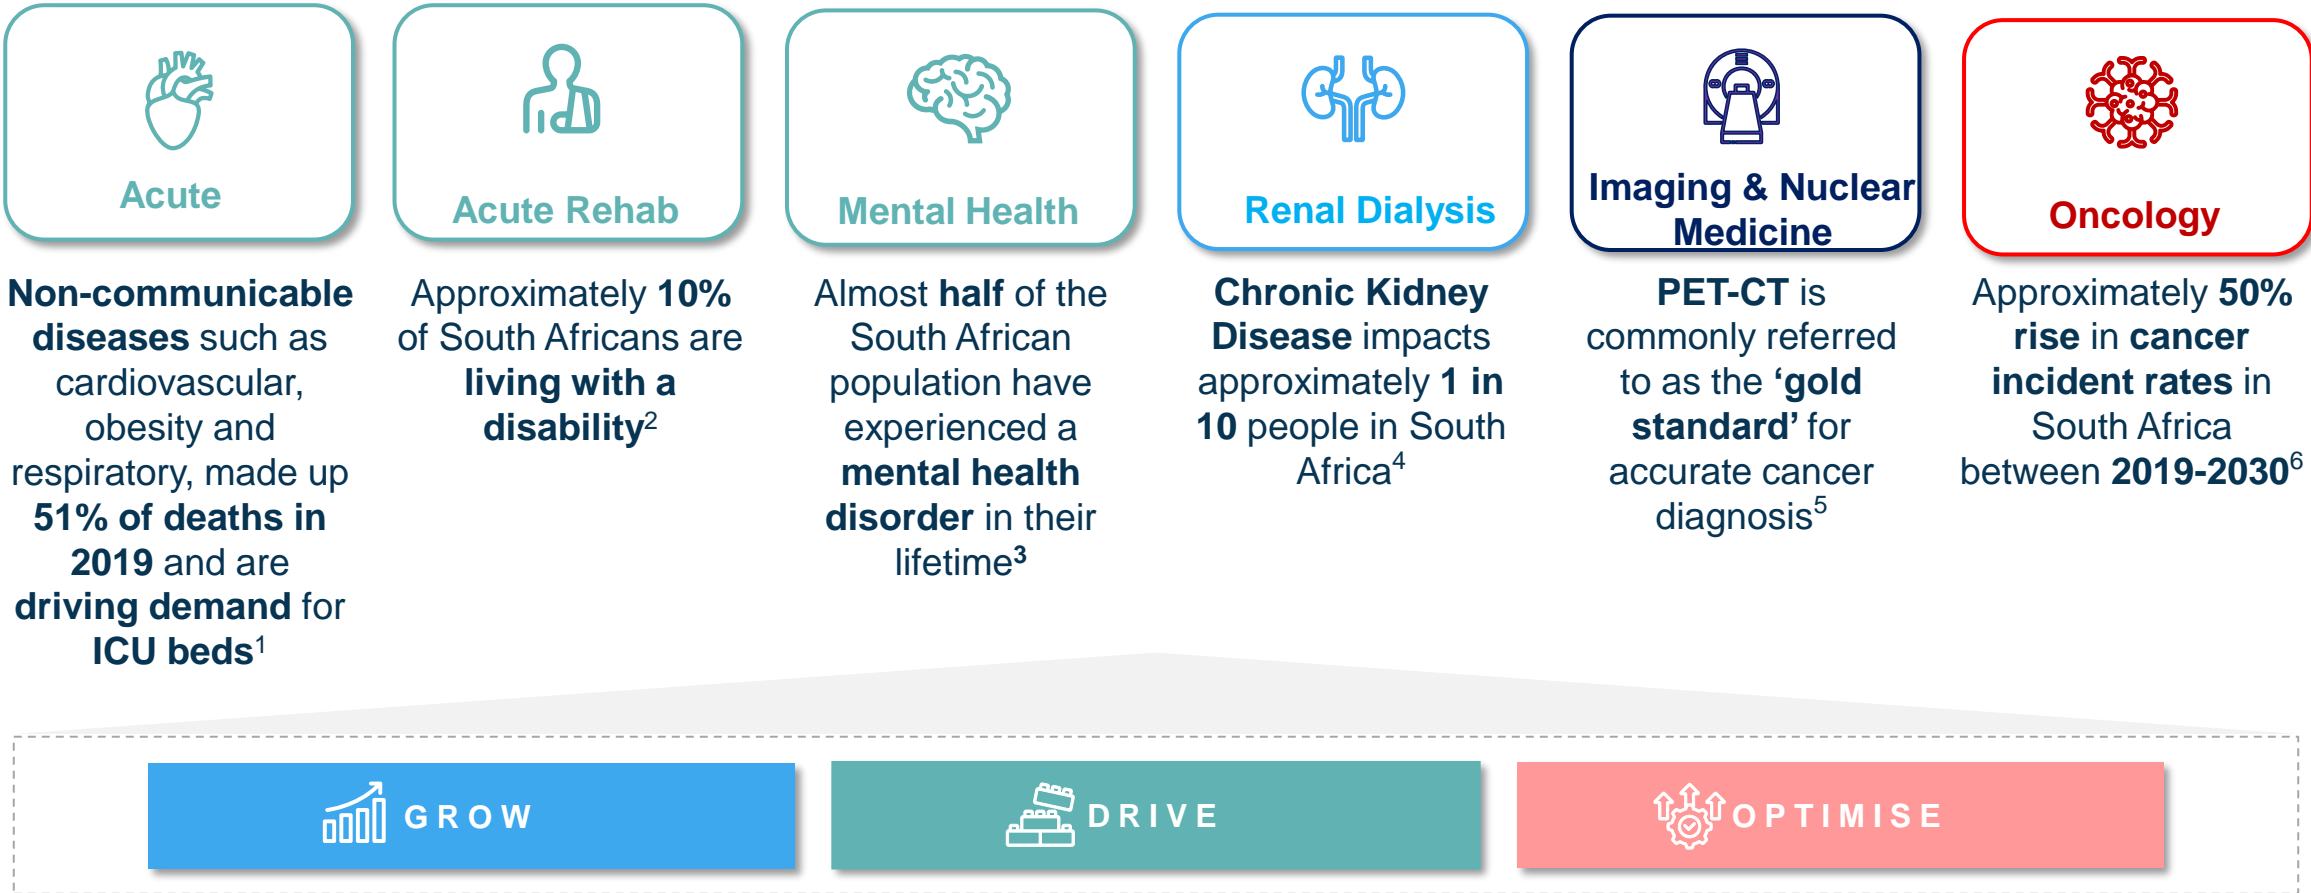 Acute
Non-communicable
diseases such as
cardiovascular,
obesity and
respiratory, made up
51% of deaths in
2019 and are
driving demand for
ICU beds1
Acute Rehab
Approximately 10%
of South Africans are
living with a
disability2
Mental Health
Almost half of the
South African
population have
experienced a
mental health
disorder in their
lifetime3
Renal Dialysis
Chronic Kidney
Disease impacts
approximately 1 in
10 people in South
Africa4
Imaging & Nuclear
Medicine
PET-CT is
commonly referred
to as the ‘gold
standard’ for
accurate cancer
diagnosis5
Oncology
Approximately 50%
rise in cancer
incident rates in
South Africa
between 2019-20306
GROW
DRIVE
OPTIMISE